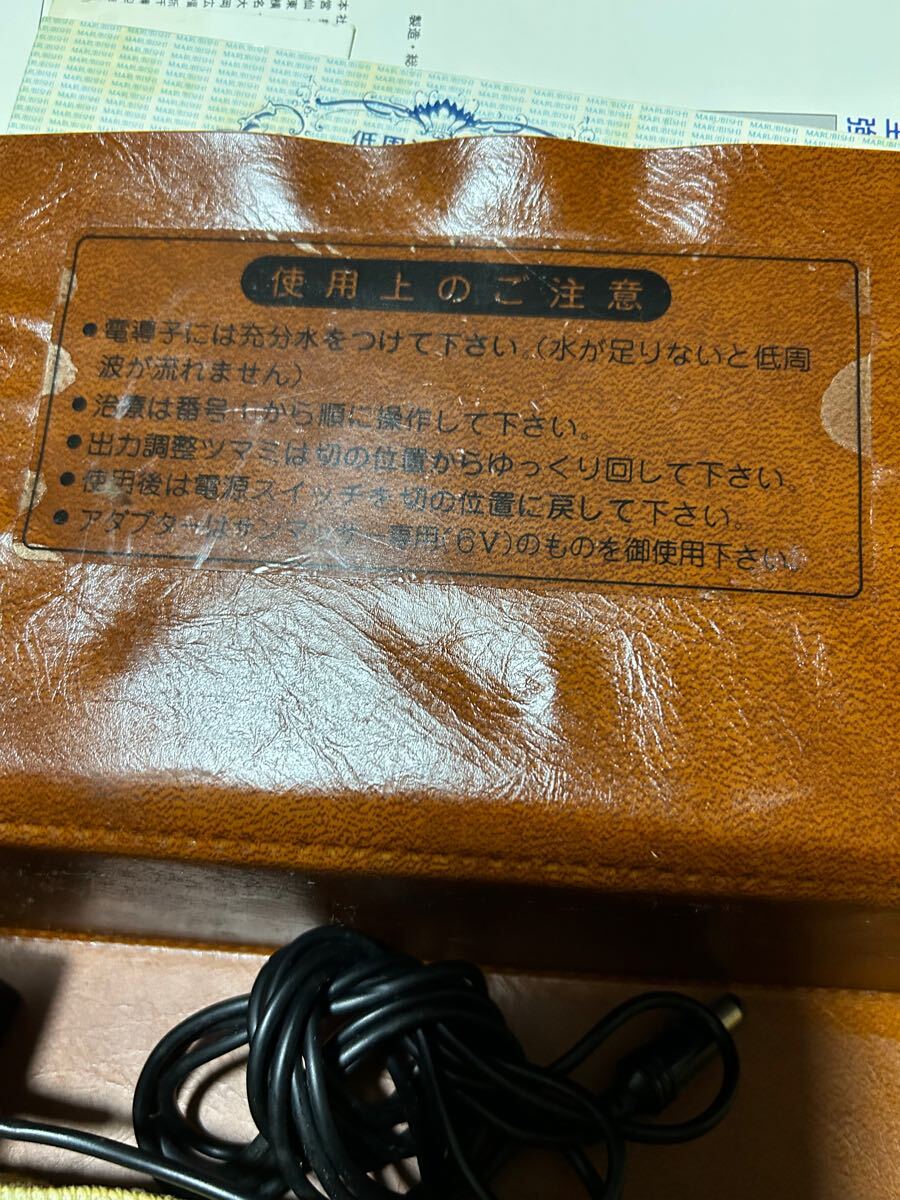 製造・総
MARUBISHI
低周
使用上のご注意
●電導子には充分水をつけて下さい。(水が足りないと低周
波が流れません)
●治療は番号1から順に操作して下さい。
●出力調整ツマミは切の位置からゆっくり回して下さい。
●使用後は電源スイッチを切の位置に戻して下さい。
●アダプターはサンマッサー専用(6V)のものを御使用下さい。